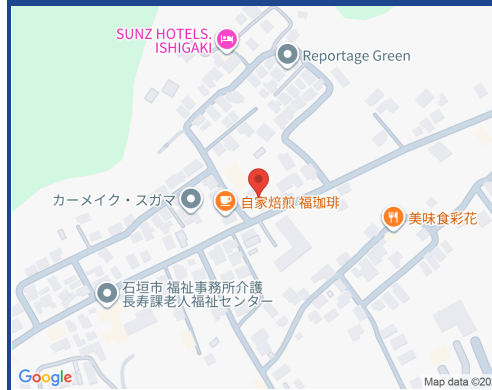 SUNZ HOTELS.
ISHIGAKI
Reportage Green
カーメイク・スガマ
自家焙煎 福珈琲
美味食彩花
石垣市 福祉事務所介護
長寿課老人福祉センター
Google
Map data ©20